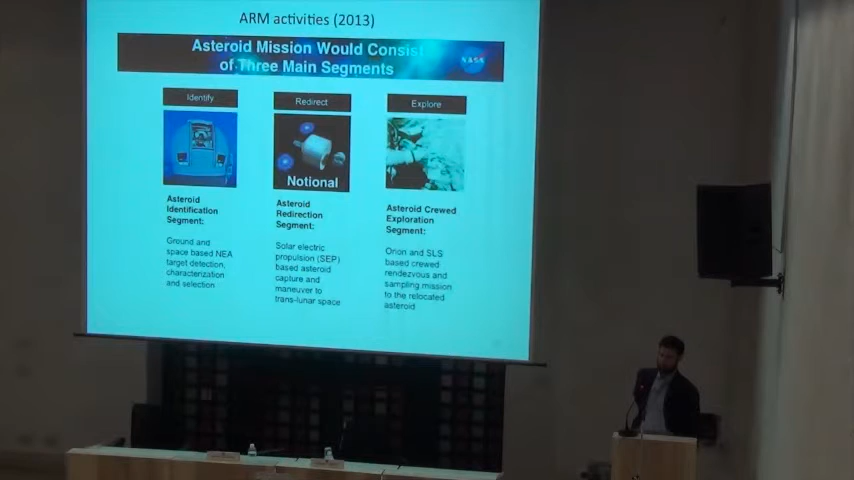 ARM activities (2013)
Asteroid Mission Would Consist
of Three Main Segments
NASA
Identify
Redirect
Explore
Notional
Asteroid
Identification
Segment:
Ground and
space based NEA
target detection,
characterization
and selection
Asteroid
Redirection
Segment:
Solar electric
propulsion (SEP)
based asteroid
capture and
maneuver to
trans-lunar space
Asteroid Crewed
Exploration
Segment:
Orion and SLS
based crewed
rendezvous and
sampling mission
to the relocated
asteroid